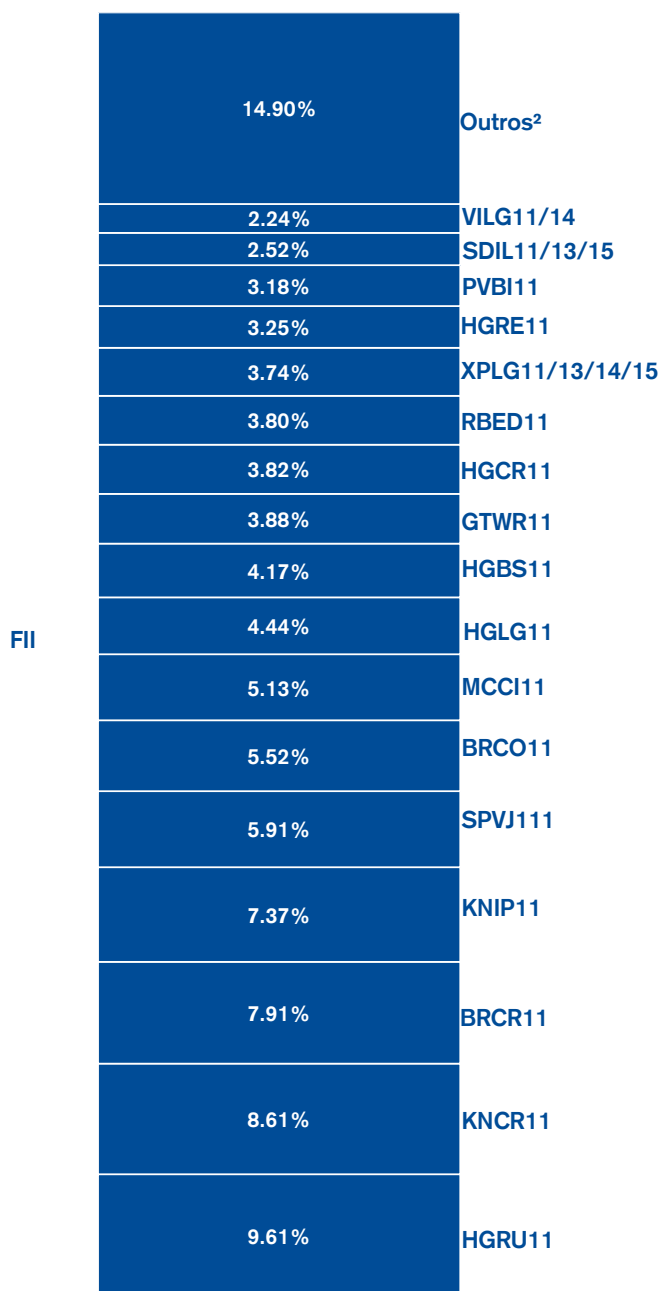 14.90% Outros²
2.24% VILG11/14
2.52% SDIL11/13/15
3.18% PVBI11
3.25% HGRE11
3.74% XPLG11/13/14/15
3.80% RBED11
3.82% HGCR11
3.88% GTWR11
4.17% HGBS11
FII
4.44% HGLG11
5.13% MCCI11
5.52% BRCO11
5.91% SPVJ111
7.37% KNIP11
7.91% BRCR11
8.61% KNCR11
9.61% HGRU11